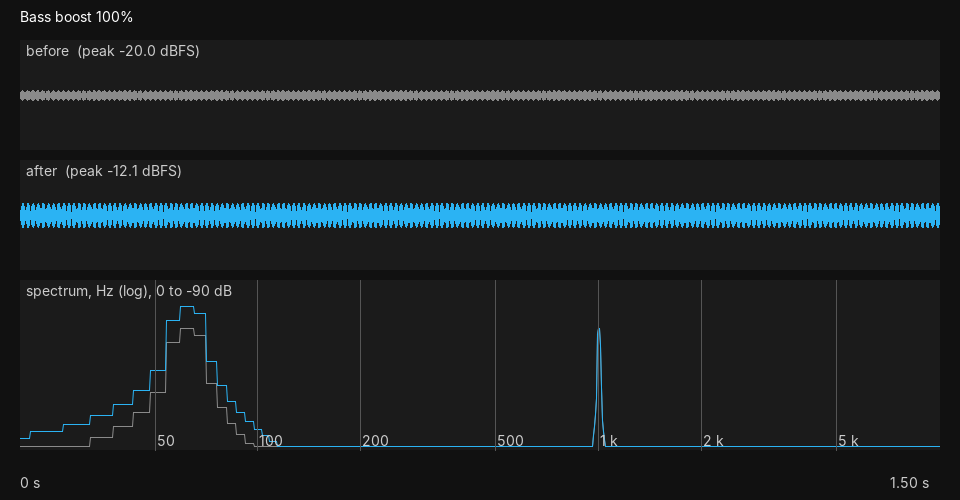 Bass boost 100%
before (peak -20.0 dBFS)
after (peak -12.1 dBFS)
spectrum, Hz (log), 0 to -90 dB
50 100 200 500 1 k 2 k 5 k
0 s 1.50 s